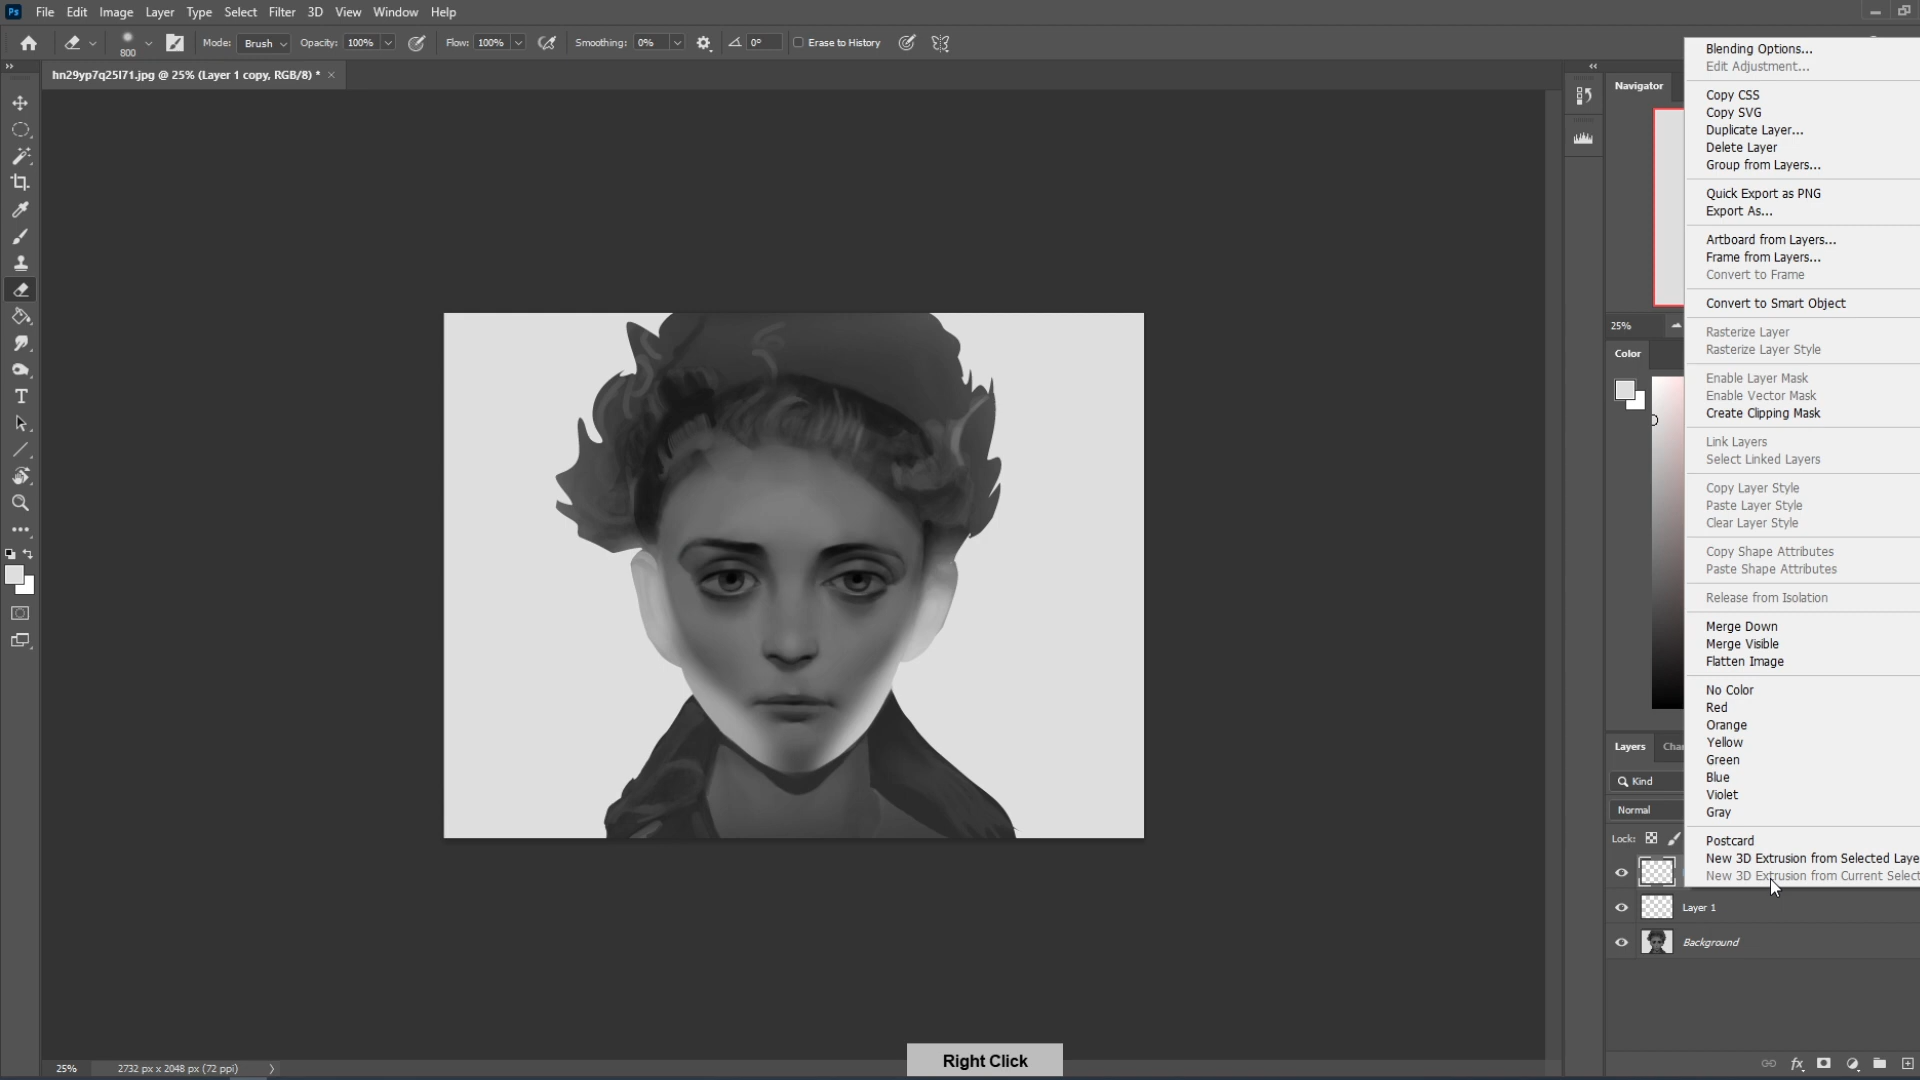 Ps File Edit Image Layer Type Select Filter 3D View Window Help
800 Mode: Brush Opacity: 100% Flow: 100% Smoothing: 0% 0° Erase to History
hn29yp7q25l71.jpg @ 25% (Layer 1 copy, RGB/8) * ×
Navigator
25%
Color
Layers
Kind
Normal
Lock:
Layer 1
Background
Blending Options...
Edit Adjustment...
Copy CSS
Copy SVG
Duplicate Layer...
Delete Layer
Group from Layers...
Quick Export as PNG
Export As...
Artboard from Layers...
Frame from Layers...
Convert to Frame
Convert to Smart Object
Rasterize Layer
Rasterize Layer Style
Enable Layer Mask
Enable Vector Mask
Create Clipping Mask
Link Layers
Select Linked Layers
Copy Layer Style
Paste Layer Style
Clear Layer Style
Copy Shape Attributes
Paste Shape Attributes
Release from Isolation
Merge Down
Merge Visible
Flatten Image
No Color
Red
Orange
Yellow
Green
Blue
Violet
Gray
Postcard
New 3D Extrusion from Selected Laye
New 3D Extrusion from Current Select
25% 2732 px x 2048 px (72 ppi)
Right Click
fx